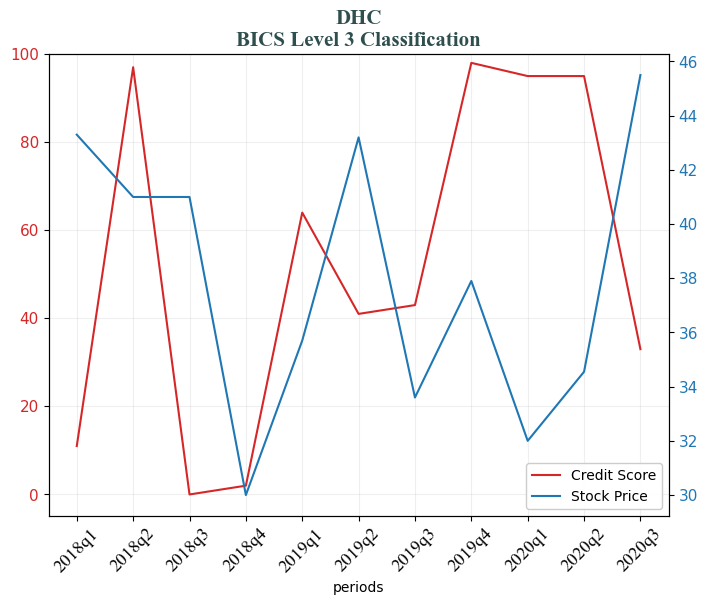 DHC
BICS Level 3 Classification
100
80
60
40
20
0
46
44
42
40
38
36
34
32
30
Credit Score
Stock Price
2018q1
2018q2
2018q3
2018q4
2019q1
2019q2
2019q3
2019q4
2020q1
2020q2
2020q3
periods